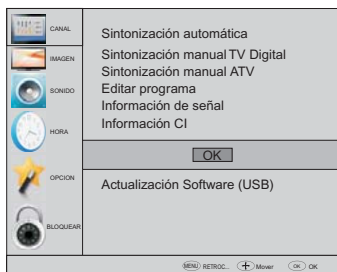 CANAL
IMAGEN
SONIDO
HORA
OPCION
BLOQUEAR
Sintonización automática
Sintonización manual TV Digital
Sintonización manual ATV
Editar programa
Información de señal
Información CI
OK
Actualización Software (USB)
MENU RETROC... Mover OK OK